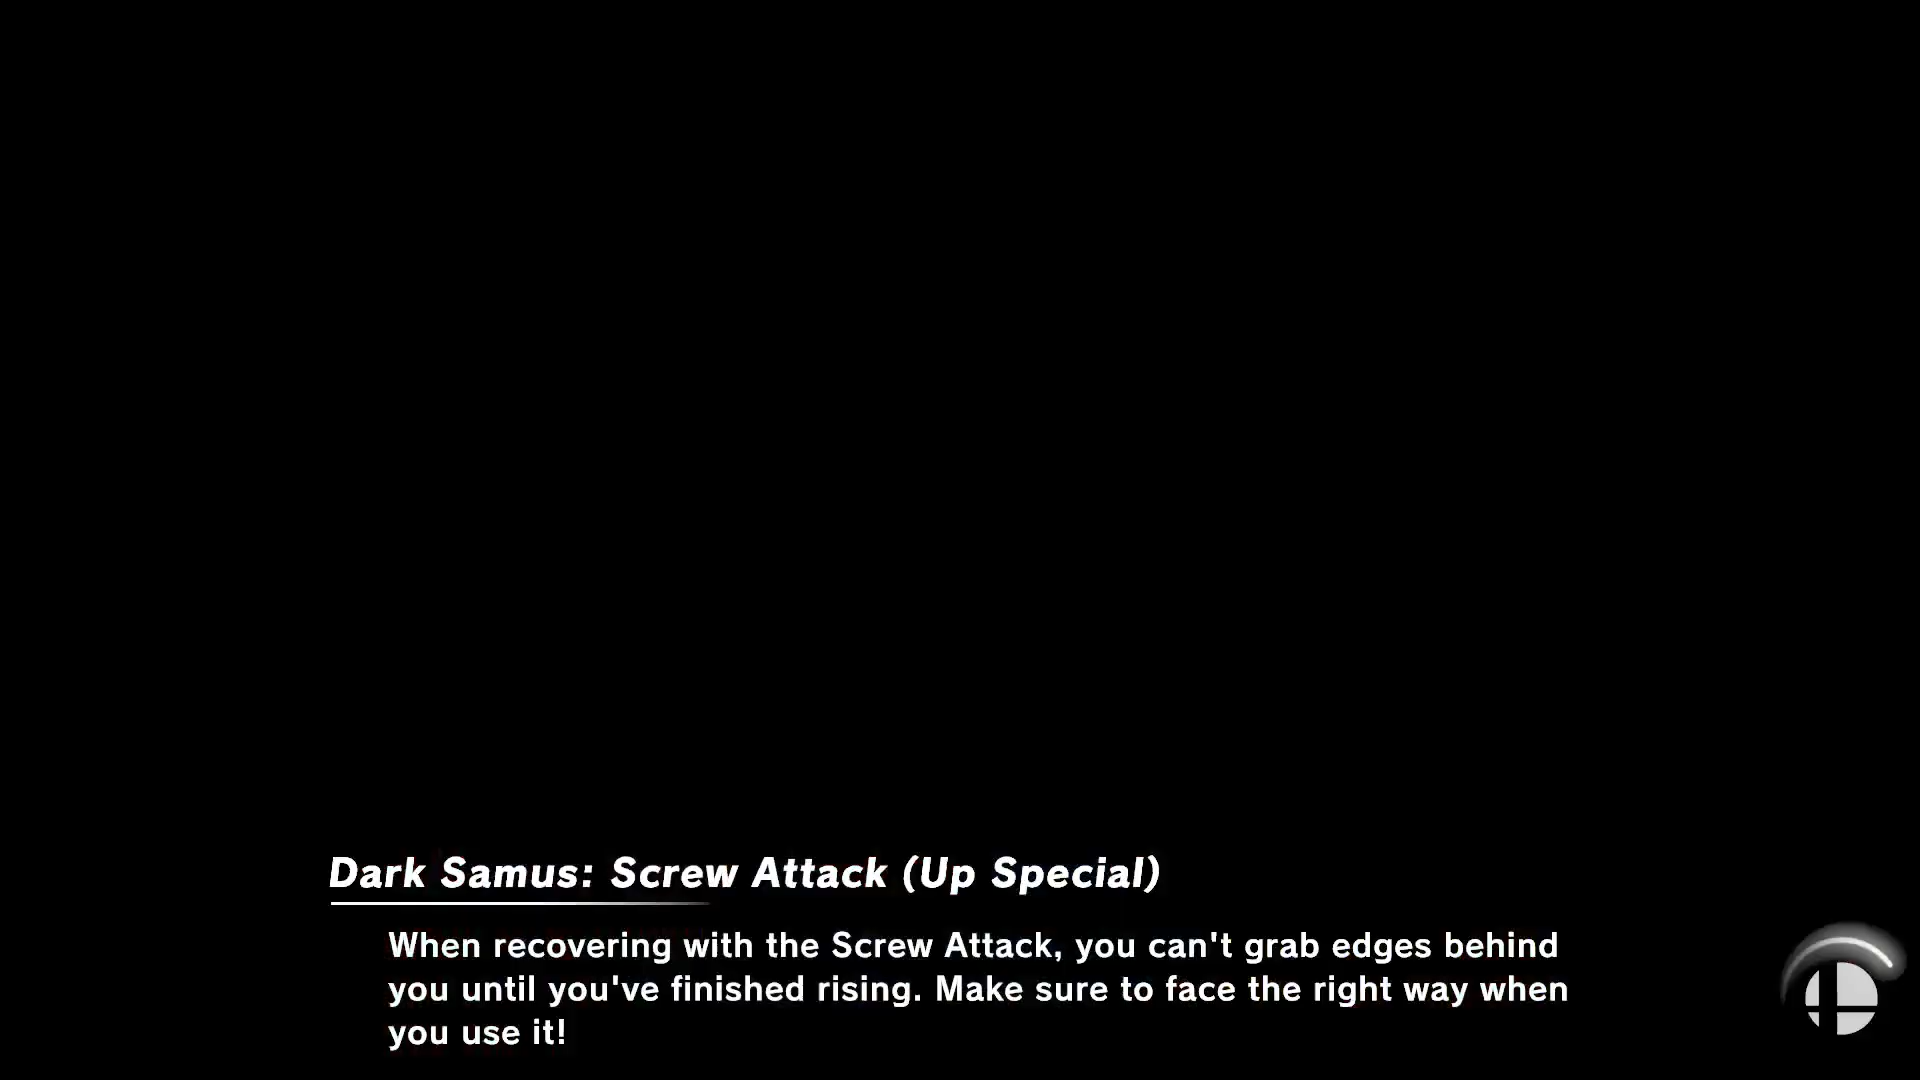 Dark Samus: Screw Attack (Up Special)
When recovering with the Screw Attack, you can't grab edges behind
you until you've finished rising. Make sure to face the right way when
you use it!